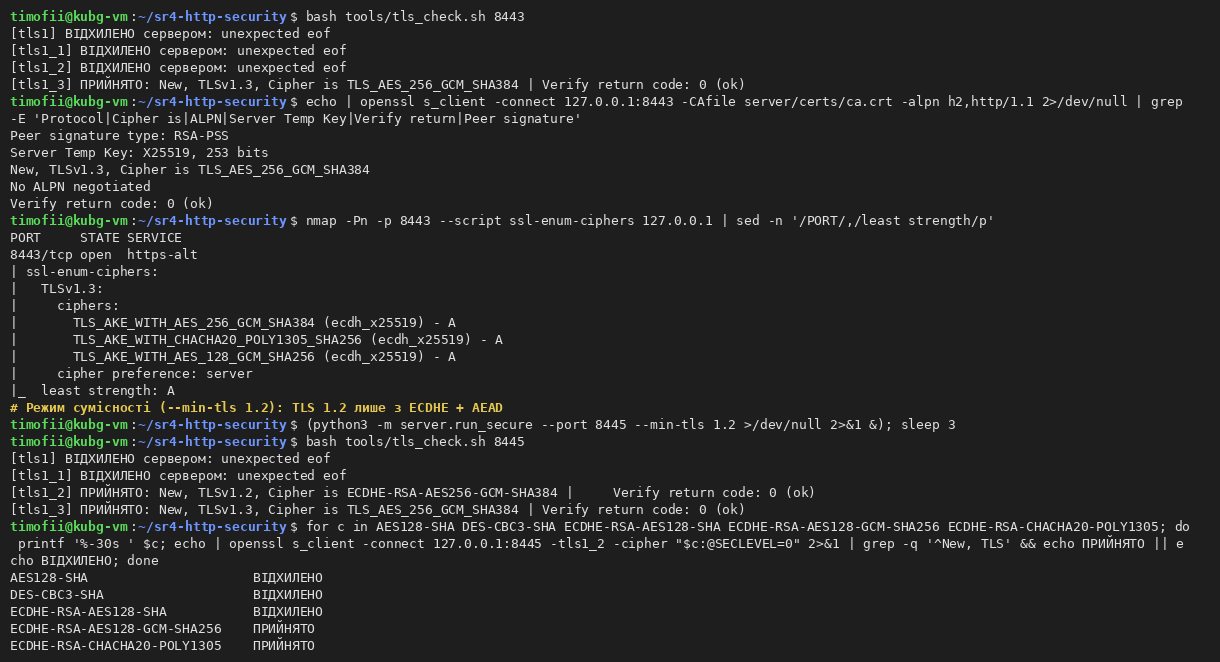 timofii@kubg-vm:~/sr4-http-security$ bash tools/tls_check.sh 8443
[tls1] ВІДХИЛЕНО сервером: unexpected eof
[tls1_1] ВІДХИЛЕНО сервером: unexpected eof
[tls1_2] ВІДХИЛЕНО сервером: unexpected eof
[tls1_3] ПРИЙНЯТО: New, TLSv1.3, Cipher is TLS_AES_256_GCM_SHA384 | Verify return code: 0 (ok)
timofii@kubg-vm:~/sr4-http-security$ echo | openssl s_client -connect 127.0.0.1:8443 -CAfile server/certs/ca.crt -alpn h2,http/1.1 2>/dev/null | grep
-E 'Protocol|Cipher is|ALPN|Server Temp Key|Verify return|Peer signature'
Peer signature type: RSA-PSS
Server Temp Key: X25519, 253 bits
New, TLSv1.3, Cipher is TLS_AES_256_GCM_SHA384
No ALPN negotiated
Verify return code: 0 (ok)
timofii@kubg-vm:~/sr4-http-security$ nmap -Pn -p 8443 --script ssl-enum-ciphers 127.0.0.1 | sed -n '/PORT/,/least strength/p'
PORT     STATE SERVICE
8443/tcp open  https-alt
| ssl-enum-ciphers:
|   TLSv1.3:
|     ciphers:
|       TLS_AKE_WITH_AES_256_GCM_SHA384 (ecdh_x25519) - A
|       TLS_AKE_WITH_CHACHA20_POLY1305_SHA256 (ecdh_x25519) - A
|       TLS_AKE_WITH_AES_128_GCM_SHA256 (ecdh_x25519) - A
|     cipher preference: server
|_  least strength: A
# Режим сумісності (--min-tls 1.2): TLS 1.2 лише з ECDHE + AEAD
timofii@kubg-vm:~/sr4-http-security$ (python3 -m server.run_secure --port 8445 --min-tls 1.2 >/dev/null 2>&1 &); sleep 3
timofii@kubg-vm:~/sr4-http-security$ bash tools/tls_check.sh 8445
[tls1] ВІДХИЛЕНО сервером: unexpected eof
[tls1_1] ВІДХИЛЕНО сервером: unexpected eof
[tls1_2] ПРИЙНЯТО: New, TLSv1.2, Cipher is ECDHE-RSA-AES256-GCM-SHA384 |     Verify return code: 0 (ok)
[tls1_3] ПРИЙНЯТО: New, TLSv1.3, Cipher is TLS_AES_256_GCM_SHA384 | Verify return code: 0 (ok)
timofii@kubg-vm:~/sr4-http-security$ for c in AES128-SHA DES-CBC3-SHA ECDHE-RSA-AES128-SHA ECDHE-RSA-AES128-GCM-SHA256 ECDHE-RSA-CHACHA20-POLY1305; do
 printf '%-30s ' $c; echo | openssl s_client -connect 127.0.0.1:8445 -tls1_2 -cipher "$c:@SECLEVEL=0" 2>&1 | grep -q '^New, TLS' && echo ПРИЙНЯТО || e
cho ВІДХИЛЕНО; done
AES128-SHA                     ВІДХИЛЕНО
DES-CBC3-SHA                   ВІДХИЛЕНО
ECDHE-RSA-AES128-SHA           ВІДХИЛЕНО
ECDHE-RSA-AES128-GCM-SHA256    ПРИЙНЯТО
ECDHE-RSA-CHACHA20-POLY1305    ПРИЙНЯТО